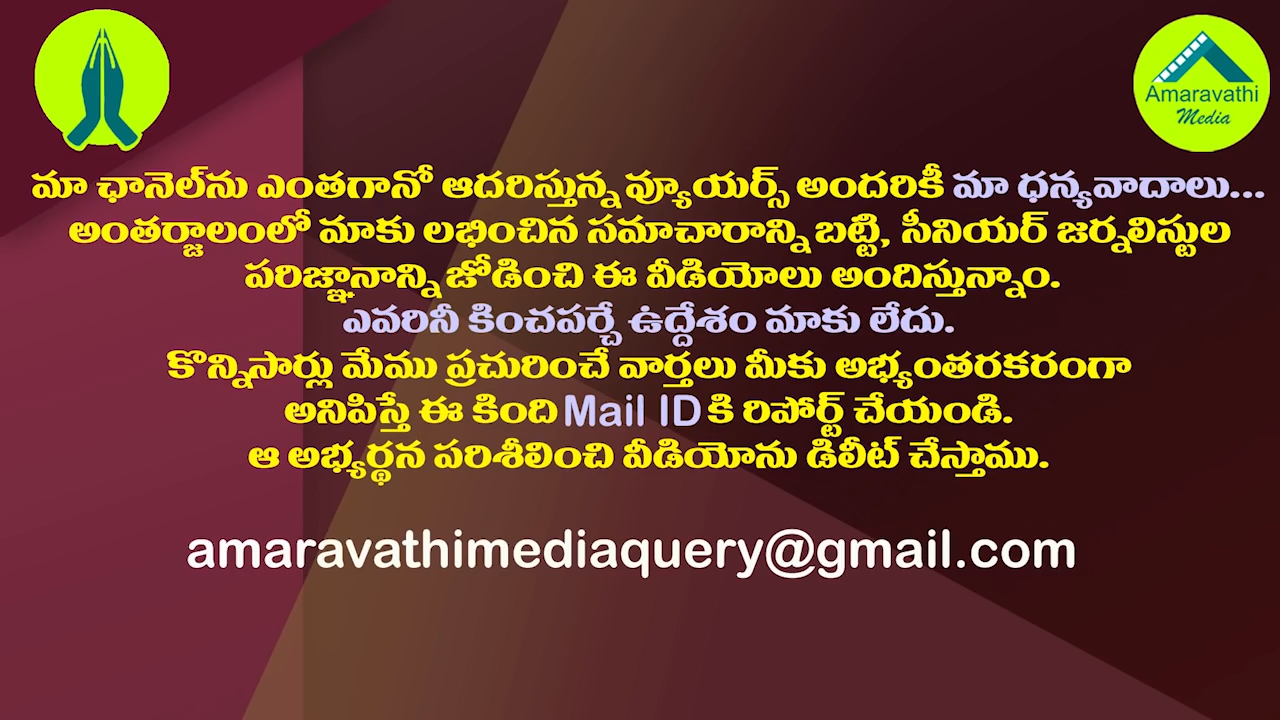 Amaravathi
Media
మా ఛానెల్‌ను ఎంతగానో ఆదరిస్తున్న వ్యూయర్స్ అందరికీ మా ధన్యవాదాలు...
అంతర్జాలంలో మాకు లభించిన సమాచారాన్ని బట్టి, సీనియర్ జర్నలిస్టుల
పరిజ్ఞానాన్ని జోడించి ఈ వీడియోలు అందిస్తున్నాం.
ఎవరినీ కించపర్చే ఉద్దేశం మాకు లేదు.
కొన్నిసార్లు మేము ప్రచురించే వార్తలు మీకు అభ్యంతరకరంగా
అనిపిస్తే ఈ కింది Mail ID కి రిపోర్ట్ చేయండి.
ఆ అభ్యర్థన పరిశీలించి వీడియోను డిలీట్ చేస్తాము.
amaravathimediaquery@gmail.com